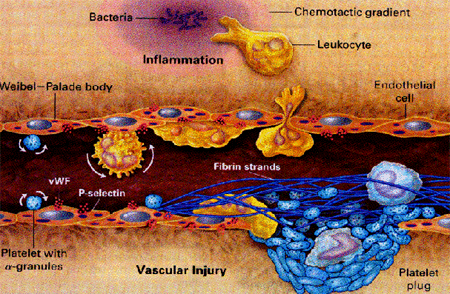 Bacteria
Chemotactic gradient
Leukocyte
Inflammation
Weibel–Palade body
Endothelial
cell
Fibrin strands
vWF
P-selectin
Platelet with
α-granules
Vascular Injury
Platelet
plug